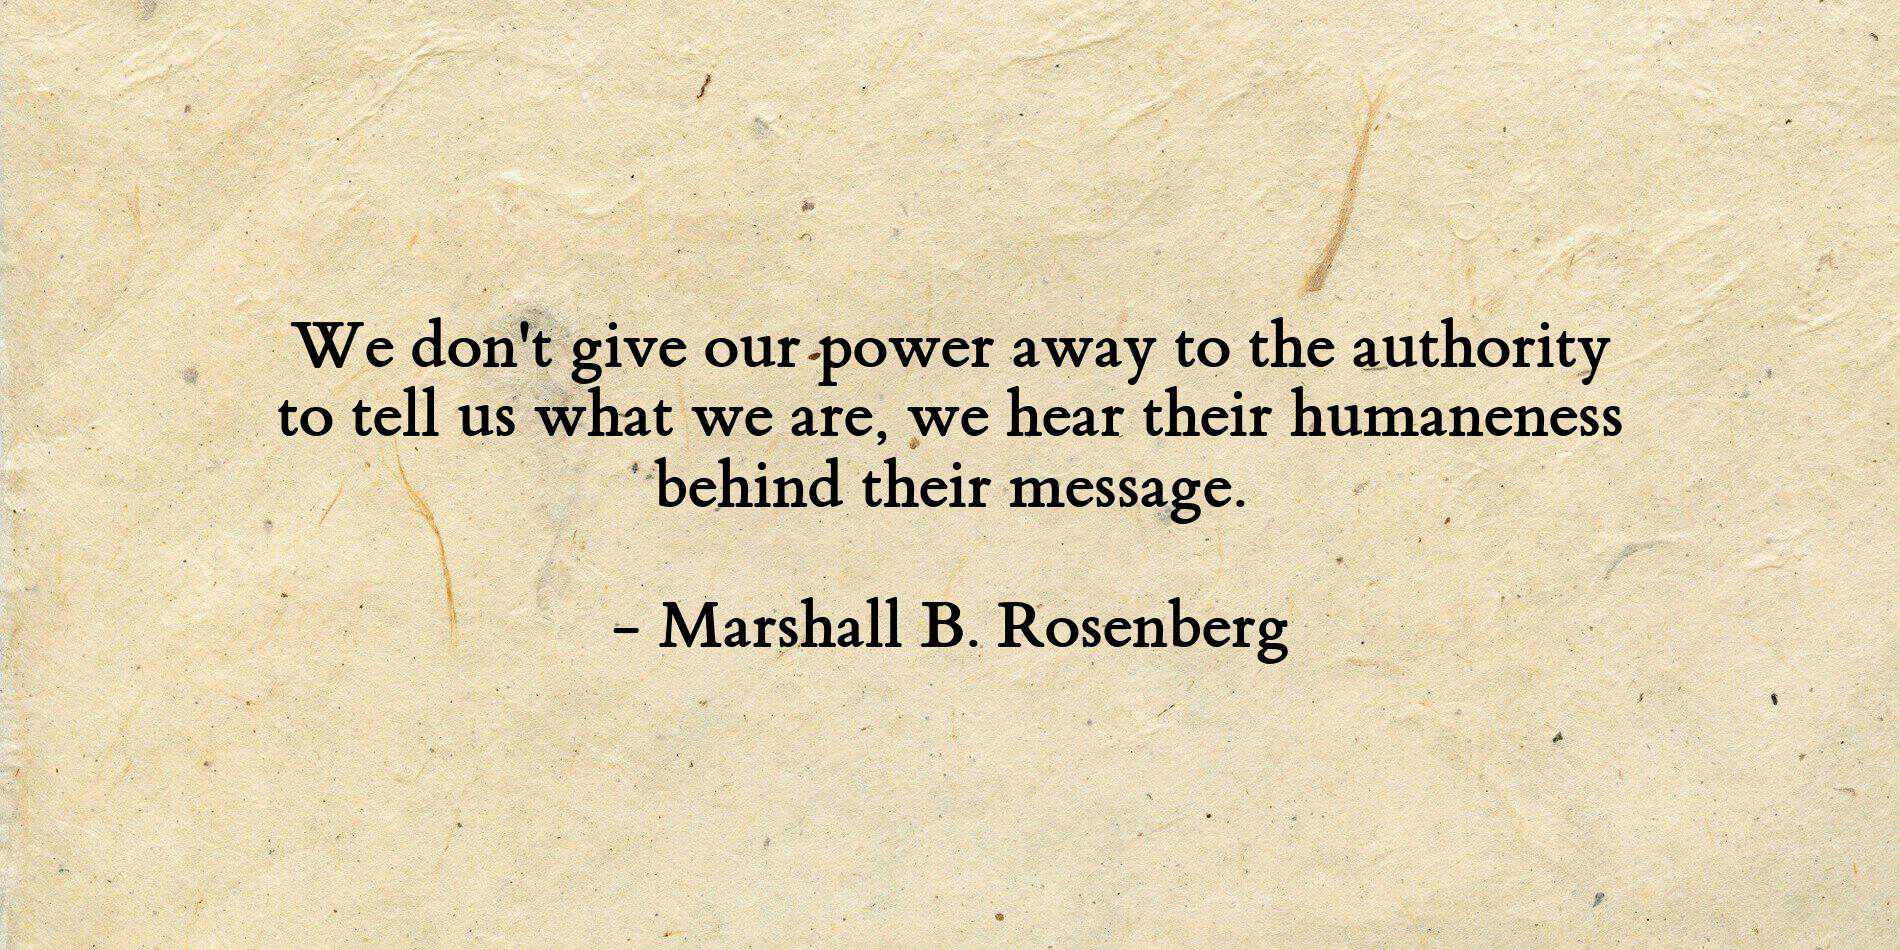 We don't give our power away to the authority
to tell us what we are, we hear their humaneness
behind their message.
- Marshall B. Rosenberg